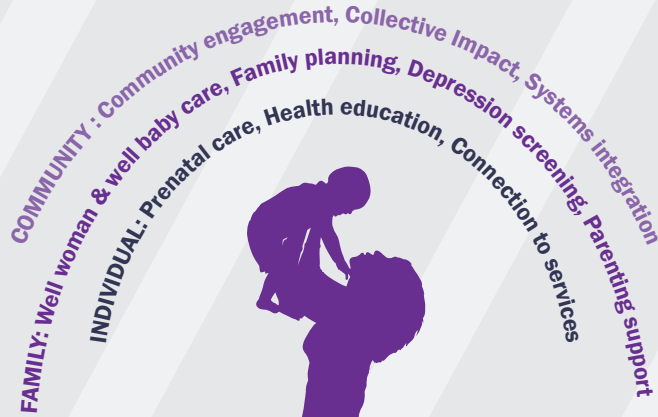 COMMUNITY : Community engagement, Collective Impact, Systems integration
FAMILY: Well woman & well baby care, Family planning, Depression screening, Parenting support
INDIVIDUAL: Prenatal care, Health education, Connection to services